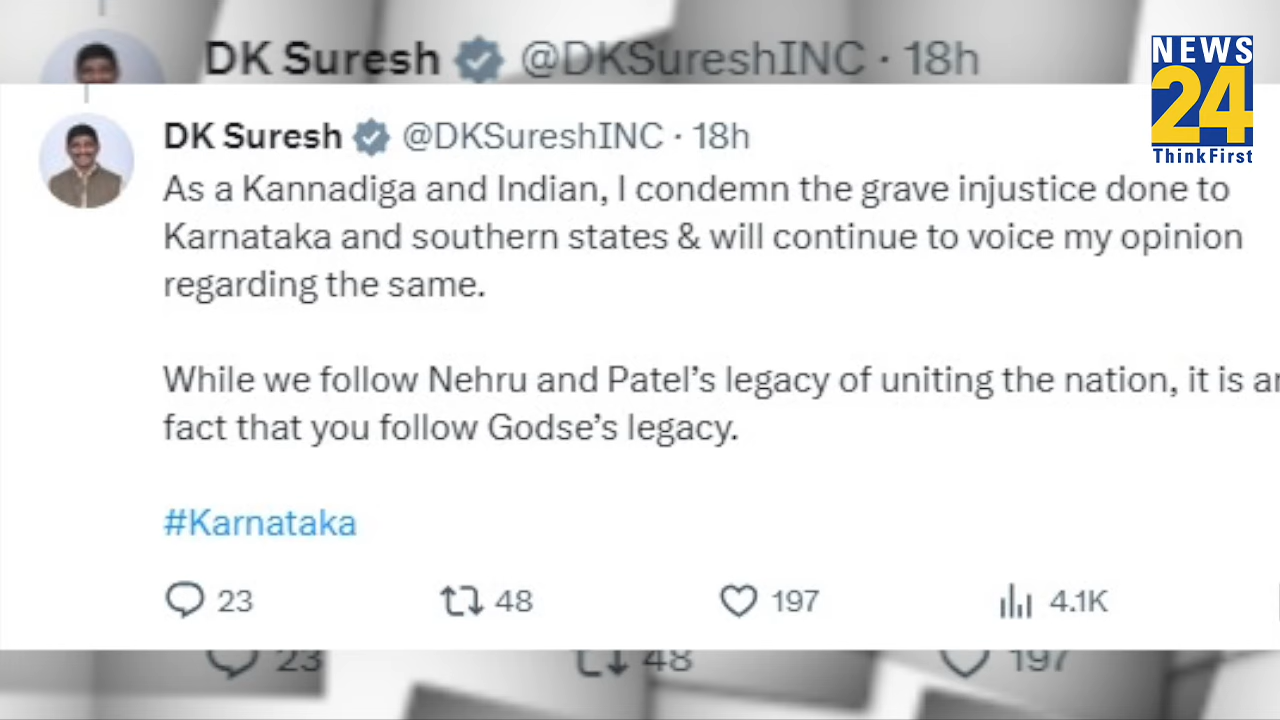 DK Suresh @DKSureshINC · 18h
NEWS
24
ThinkFirst
DK Suresh @DKSureshINC · 18h
As a Kannadiga and Indian, I condemn the grave injustice done to
Karnataka and southern states & will continue to voice my opinion
regarding the same.
While we follow Nehru and Patel’s legacy of uniting the nation, it is
fact that you follow Godse’s legacy.
#Karnataka
23 48 197 4.1K
23 48 197